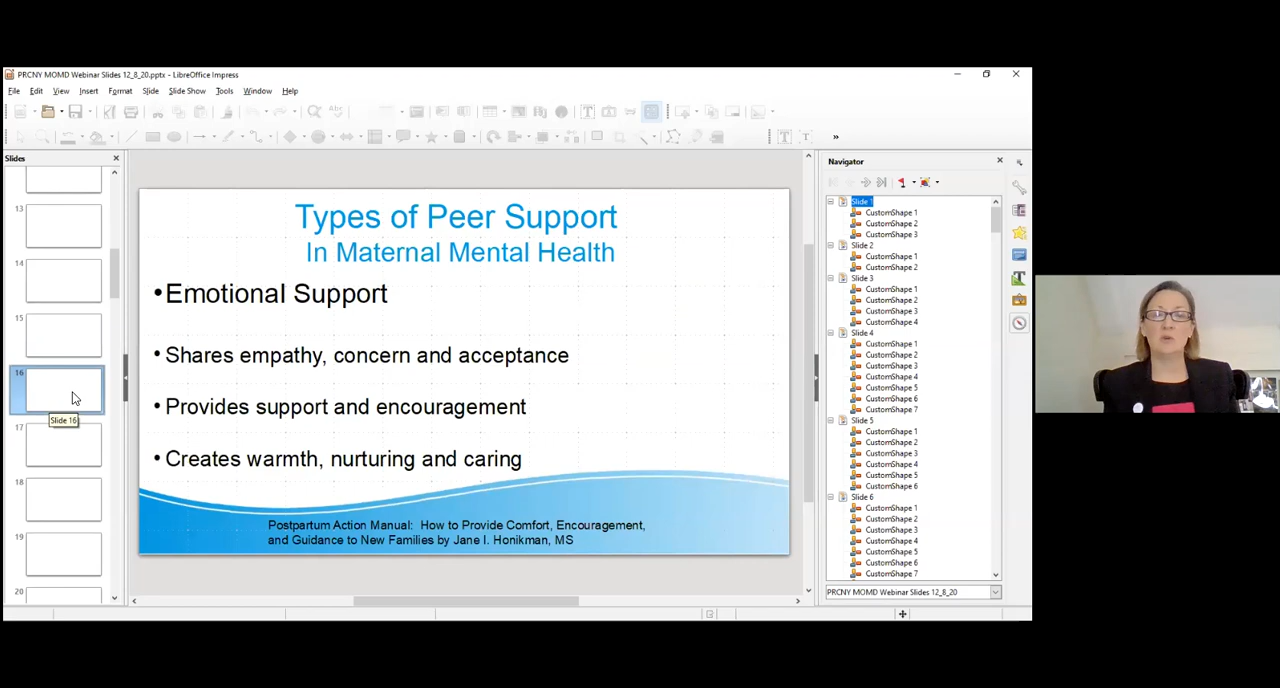 PRCNY MOMD Webinar Slides 12_8_20.pptx - LibreOffice Impress
File Edit View Insert Format Slide Slide Show Tools Window Help
Slides
13
14
15
16
Slide 16
17
18
19
20
Types of Peer Support
In Maternal Mental Health
•Emotional Support
• Shares empathy, concern and acceptance
• Provides support and encouragement
• Creates warmth, nurturing and caring
Postpartum Action Manual: How to Provide Comfort, Encouragement,
and Guidance to New Families by Jane I. Honikman, MS
Navigator
Slide 1
CustomShape 1
CustomShape 2
CustomShape 3
Slide 2
CustomShape 1
CustomShape 2
Slide 3
CustomShape 1
CustomShape 2
CustomShape 3
CustomShape 4
Slide 4
CustomShape 1
CustomShape 2
CustomShape 3
CustomShape 4
CustomShape 5
CustomShape 6
CustomShape 7
Slide 5
CustomShape 1
CustomShape 2
CustomShape 3
CustomShape 4
CustomShape 5
CustomShape 6
Slide 6
CustomShape 1
CustomShape 2
CustomShape 3
CustomShape 4
CustomShape 5
CustomShape 6
CustomShape 7
PRCNY MOMD Webinar Slides 12_8_20